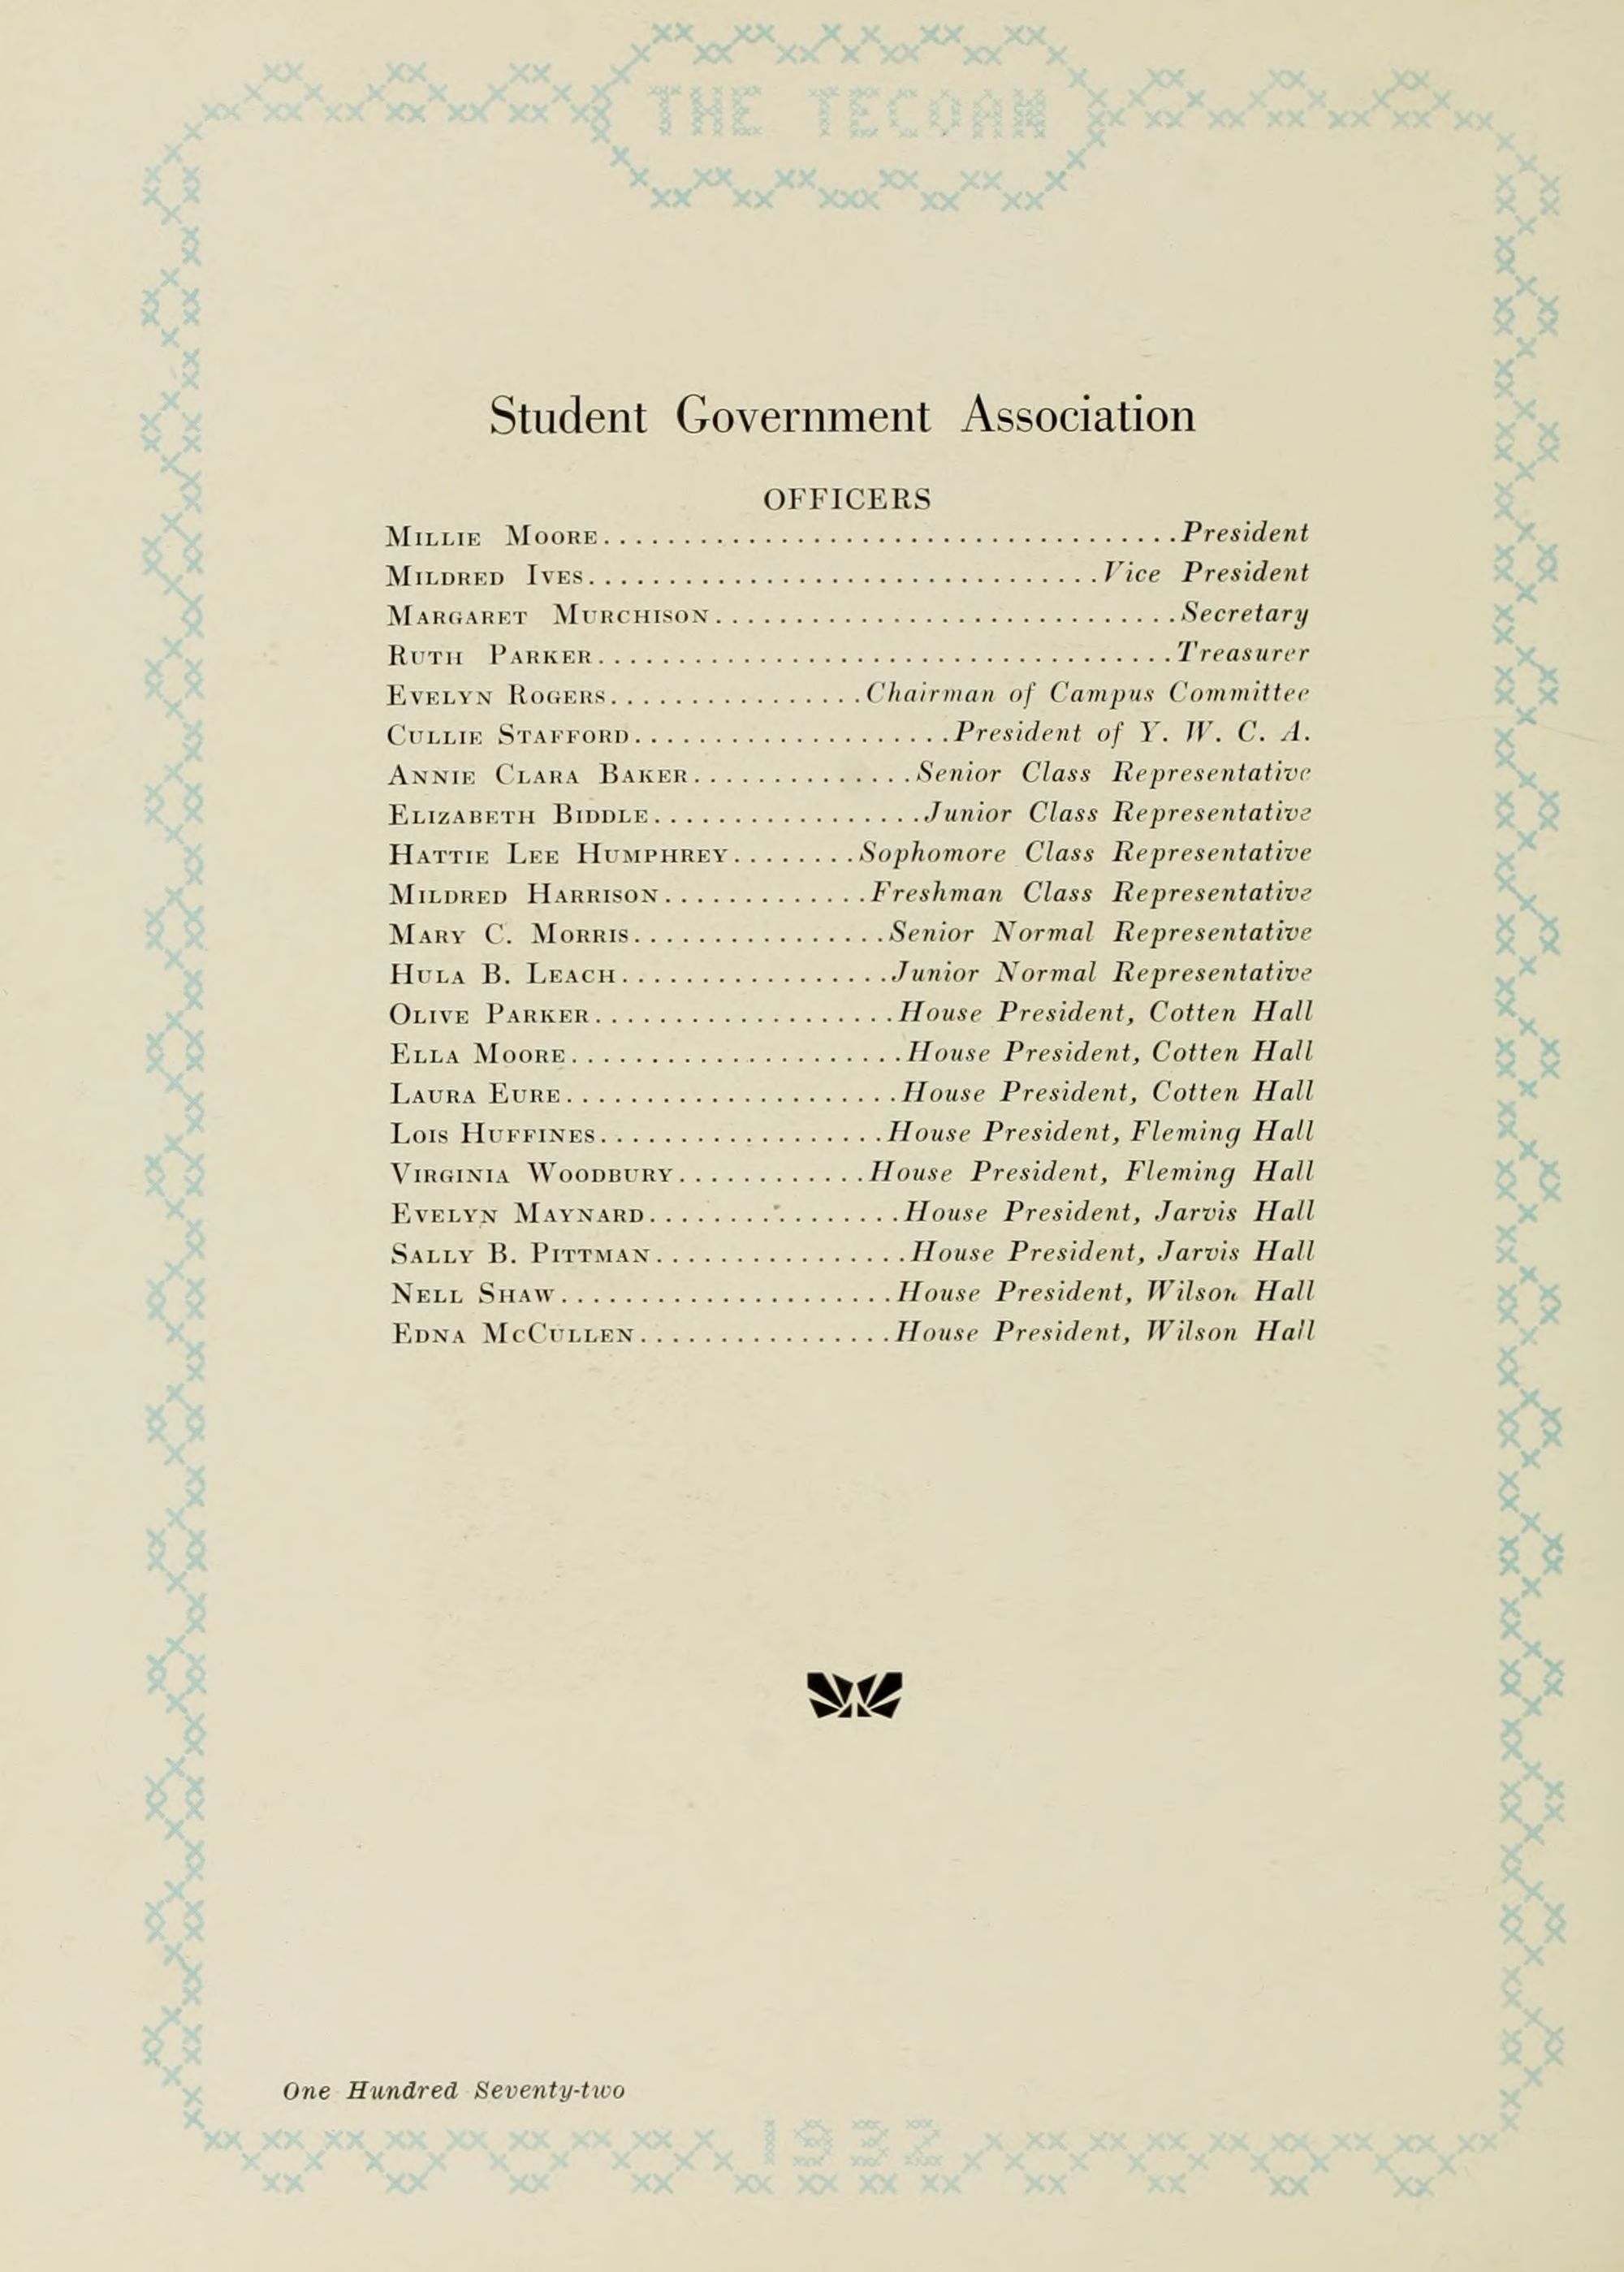 THE TECOAN
Student Government Association
OFFICERS
MILLIE MOORE....................................President
MILDRED IVES................................Vice President
MARGARET MURCHISON.............................Secretary
RUTH PARKER....................................Treasurer
EVELYN ROGERS................Chairman of Campus Committee
CULLIE STAFFORD....................President of Y. W. C. A.
ANNIE CLARA BAKER..............Senior Class Representative
ELIZABETH BIDDLE.................Junior Class Representative
HATTIE LEE HUMPHREY........Sophomore Class Representative
MILDRED HARRISON.............Freshman Class Representative
MARY C. MORRIS................Senior Normal Representative
HULA B. LEACH.................Junior Normal Representative
OLIVE PARKER...................House President, Cotten Hall
ELLA MOORE.....................House President, Cotten Hall
LAURA EURE.....................House President, Cotten Hall
LOIS HUFFINES..................House President, Fleming Hall
VIRGINIA WOODBURY............House President, Fleming Hall
EVELYN MAYNARD................House President, Jarvis Hall
SALLY B. PITTMAN................House President, Jarvis Hall
NELL SHAW.....................House President, Wilson Hall
EDNA MCCULLEN................House President, Wilson Hall
One Hundred Seventy-two
1932